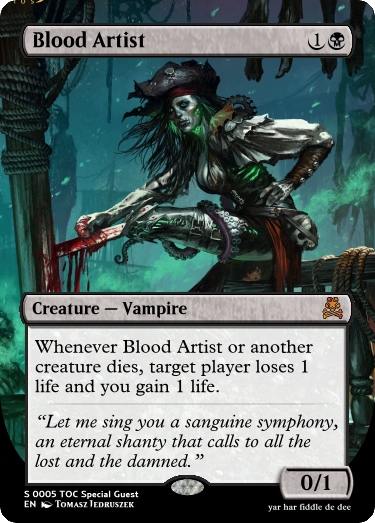 Blood Artist 1
Creature — Vampire
Whenever Blood Artist or another
creature dies, target player loses 1
life and you gain 1 life.
“Let me sing you a sanguine symphony,
an eternal shanty that calls to all the
lost and the damned.”
0/1
S 0005 TOC Special Guest
EN Tomasz Jedruszek
yar har fiddle de dee